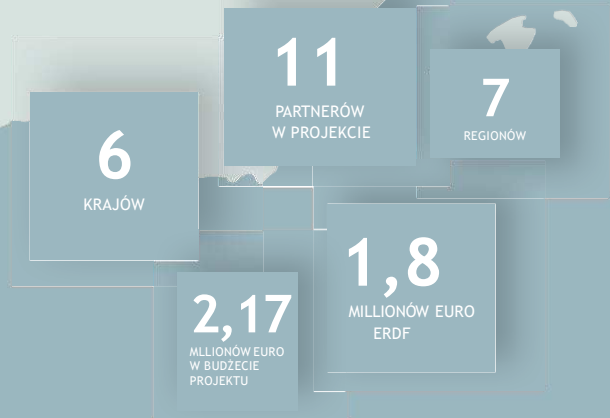 11
PARTNERÓW
W PROJEKCIE
7
REGIONÓW
6
KRAJÓW
1,8
MILLIONÓW EURO
ERDF
2,17
MLLIONÓW EURO
W BUDŻECIE
PROJEKTU